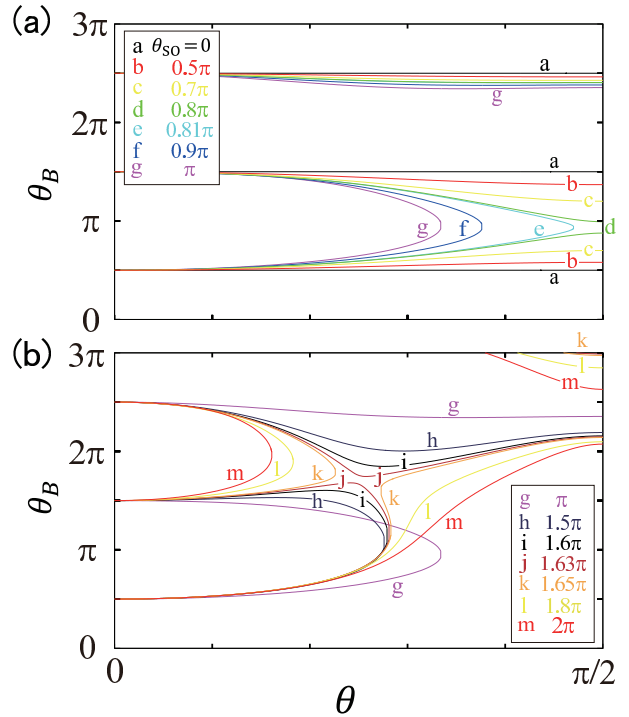 (a)
3π
2π
π
0
θ_B
a θ_SO = 0
b 0.5π
c 0.7π
d 0.8π
e 0.81π
f 0.9π
g π
a
g
a
b
c
g
f
e
d
c
b
a
(b)
3π
2π
π
0
θ_B
k
l
m
g
h
i
j
j
k
k
l
m
i
h
l
m
g
g π
h 1.5π
i 1.6π
j 1.63π
k 1.65π
l 1.8π
m 2π
0
θ
π/2